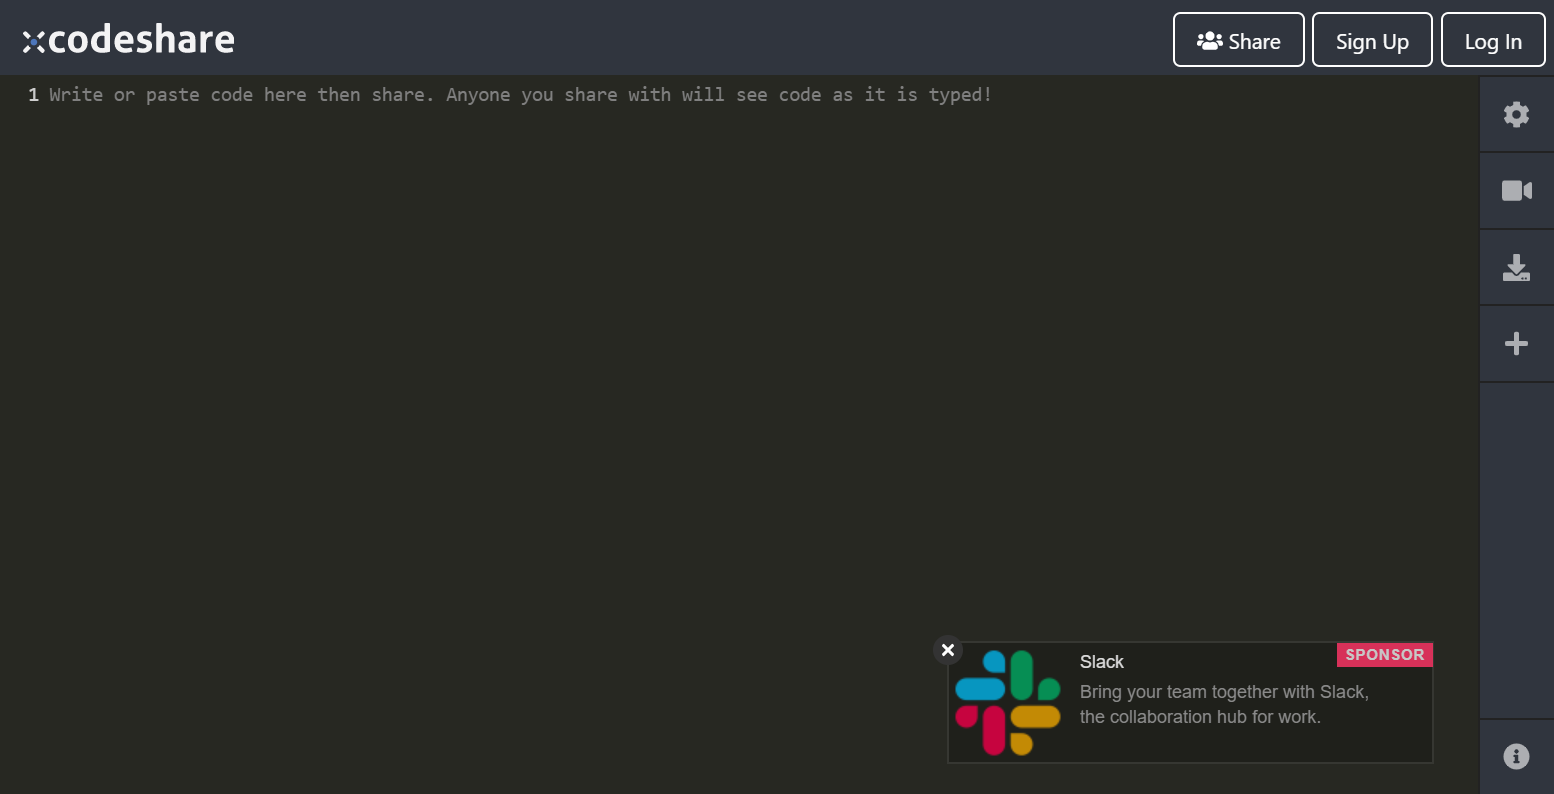 codeshare
Share
Sign Up
Log In
1 Write or paste code here then share. Anyone you share with will see code as it is typed!
SPONSOR
Slack
Bring your team together with Slack,
the collaboration hub for work.